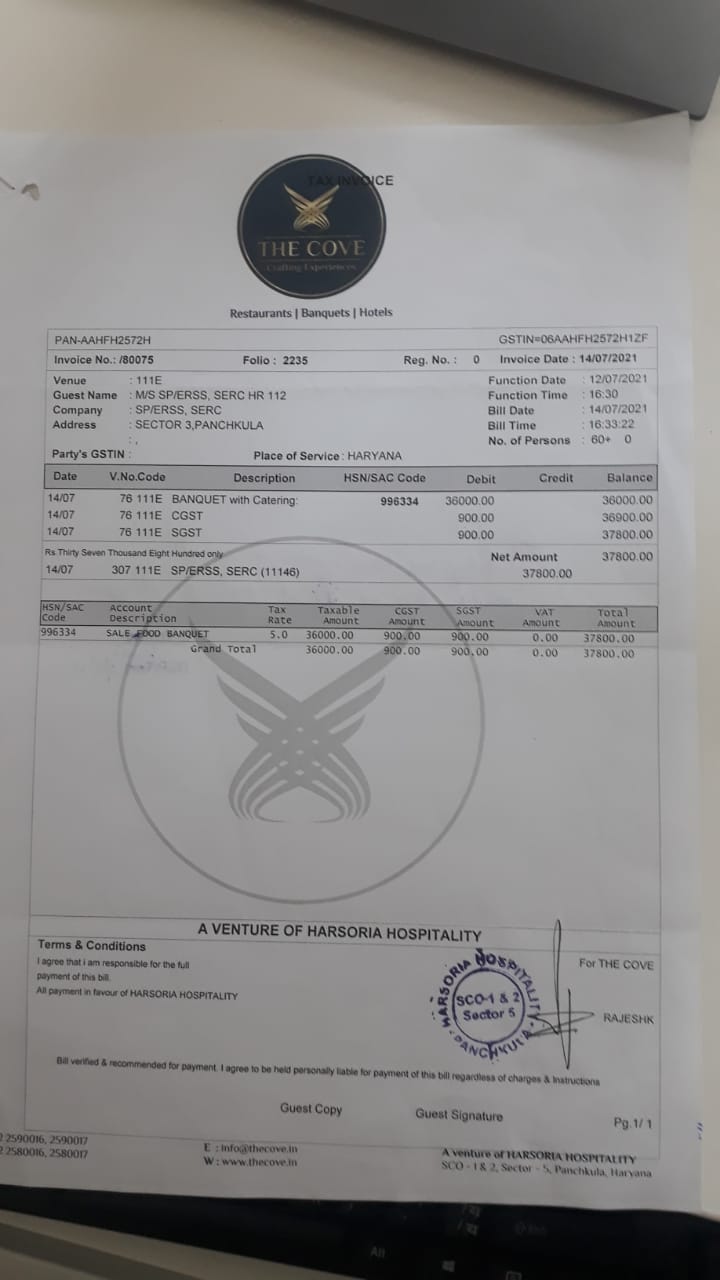 TAX INVOICE
THE COVE
Crafting Experiences
Restaurants | Banquets | Hotels
PAN-AAHFH2572H GSTIN=06AAHFH2572H1ZF
Invoice No.: /80075 Folio : 2235 Reg. No. : 0 Invoice Date : 14/07/2021
Venue : 111E Function Date : 12/07/2021
Guest Name : M/S SP/ERSS, SERC HR 112 Function Time : 16:30
Company : SP/ERSS, SERC Bill Date : 14/07/2021
Address : SECTOR 3,PANCHKULA Bill Time : 16:33:22
: , No. of Persons : 60+ 0
Party's GSTIN : Place of Service : HARYANA
Date V.No.Code Description HSN/SAC Code Debit Credit Balance
14/07 76 111E BANQUET with Catering: 996334 36000.00 36000.00
14/07 76 111E CGST 900.00 36900.00
14/07 76 111E SGST 900.00 37800.00
Rs Thirty Seven Thousand Eight Hundred only Net Amount 37800.00
14/07 307 111E SP/ERSS, SERC (11146) 37800.00
HSN/SAC Account Tax Taxable CGST SGST VAT Total
Code Description Rate Amount Amount Amount Amount Amount
996334 SALE FOOD BANQUET 5.0 36000.00 900.00 900.00 0.00 37800.00
Grand Total 36000.00 900.00 900.00 0.00 37800.00
A VENTURE OF HARSORIA HOSPITALITY
Terms & Conditions
I agree that i am responsible for the full
payment of this bill.
All payment in favour of HARSORIA HOSPITALITY
HARSORIA HOSPITALITY
SCO-1 & 2
Sector 5
PANCHKULA
For THE COVE
RAJESHK
Bill verified & recommended for payment. I agree to be held personally liable for payment of this bill regardless of charges & Instructions
Guest Copy Guest Signature Pg.1/ 1
2590016, 2590017
2580016, 2580017
E : Info@thecove.in
W : www.thecove.in
A venture of HARSORIA HOSPITALITY
SCO - 1 & 2, Sector - 5, Panchkula, Haryana
Alt